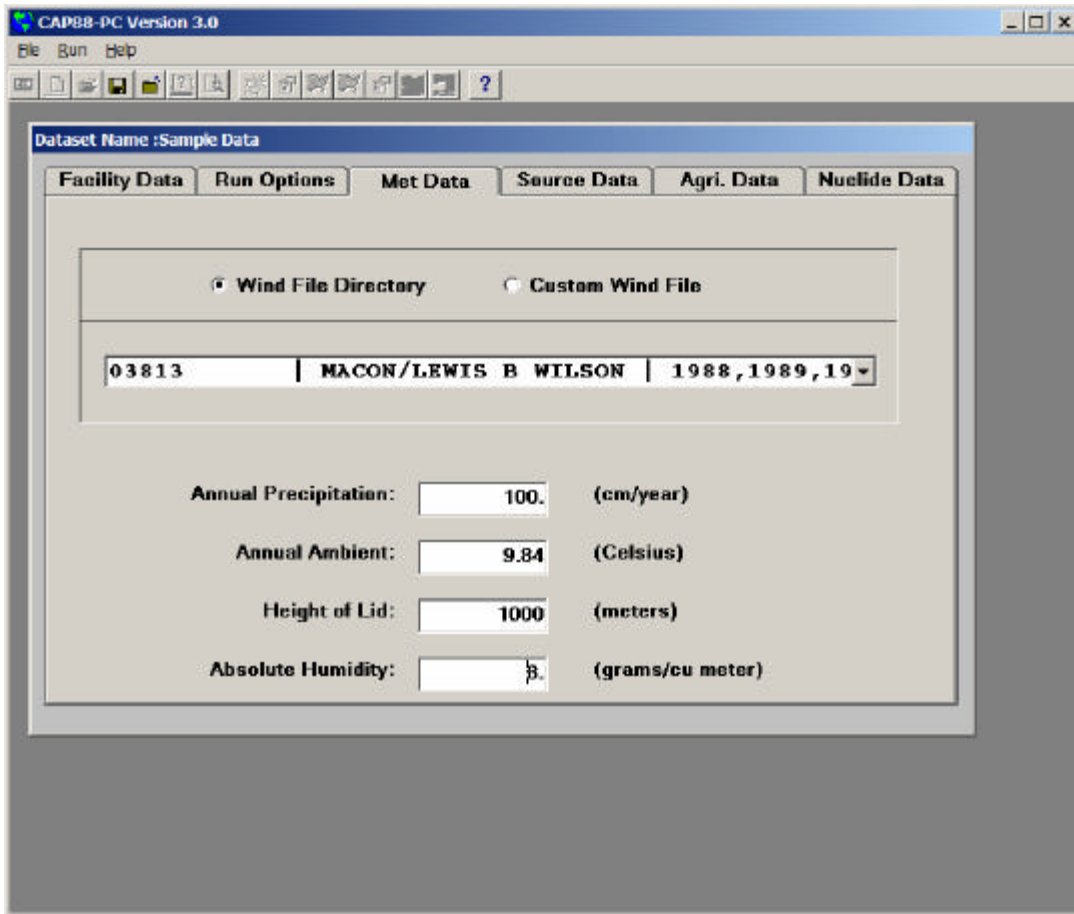 CAP88-PC Version 3.0
File Run Help
?
Dataset Name :Sample Data
Facility Data Run Options Met Data Source Data Agri. Data Nuclide Data
Wind File Directory Custom Wind File
03813 | MACON/LEWIS B WILSON | 1988,1989,19
Annual Precipitation: 100. (cm/year)
Annual Ambient: 9.84 (Celsius)
Height of Lid: 1000 (meters)
Absolute Humidity: 8. (grams/cu meter)